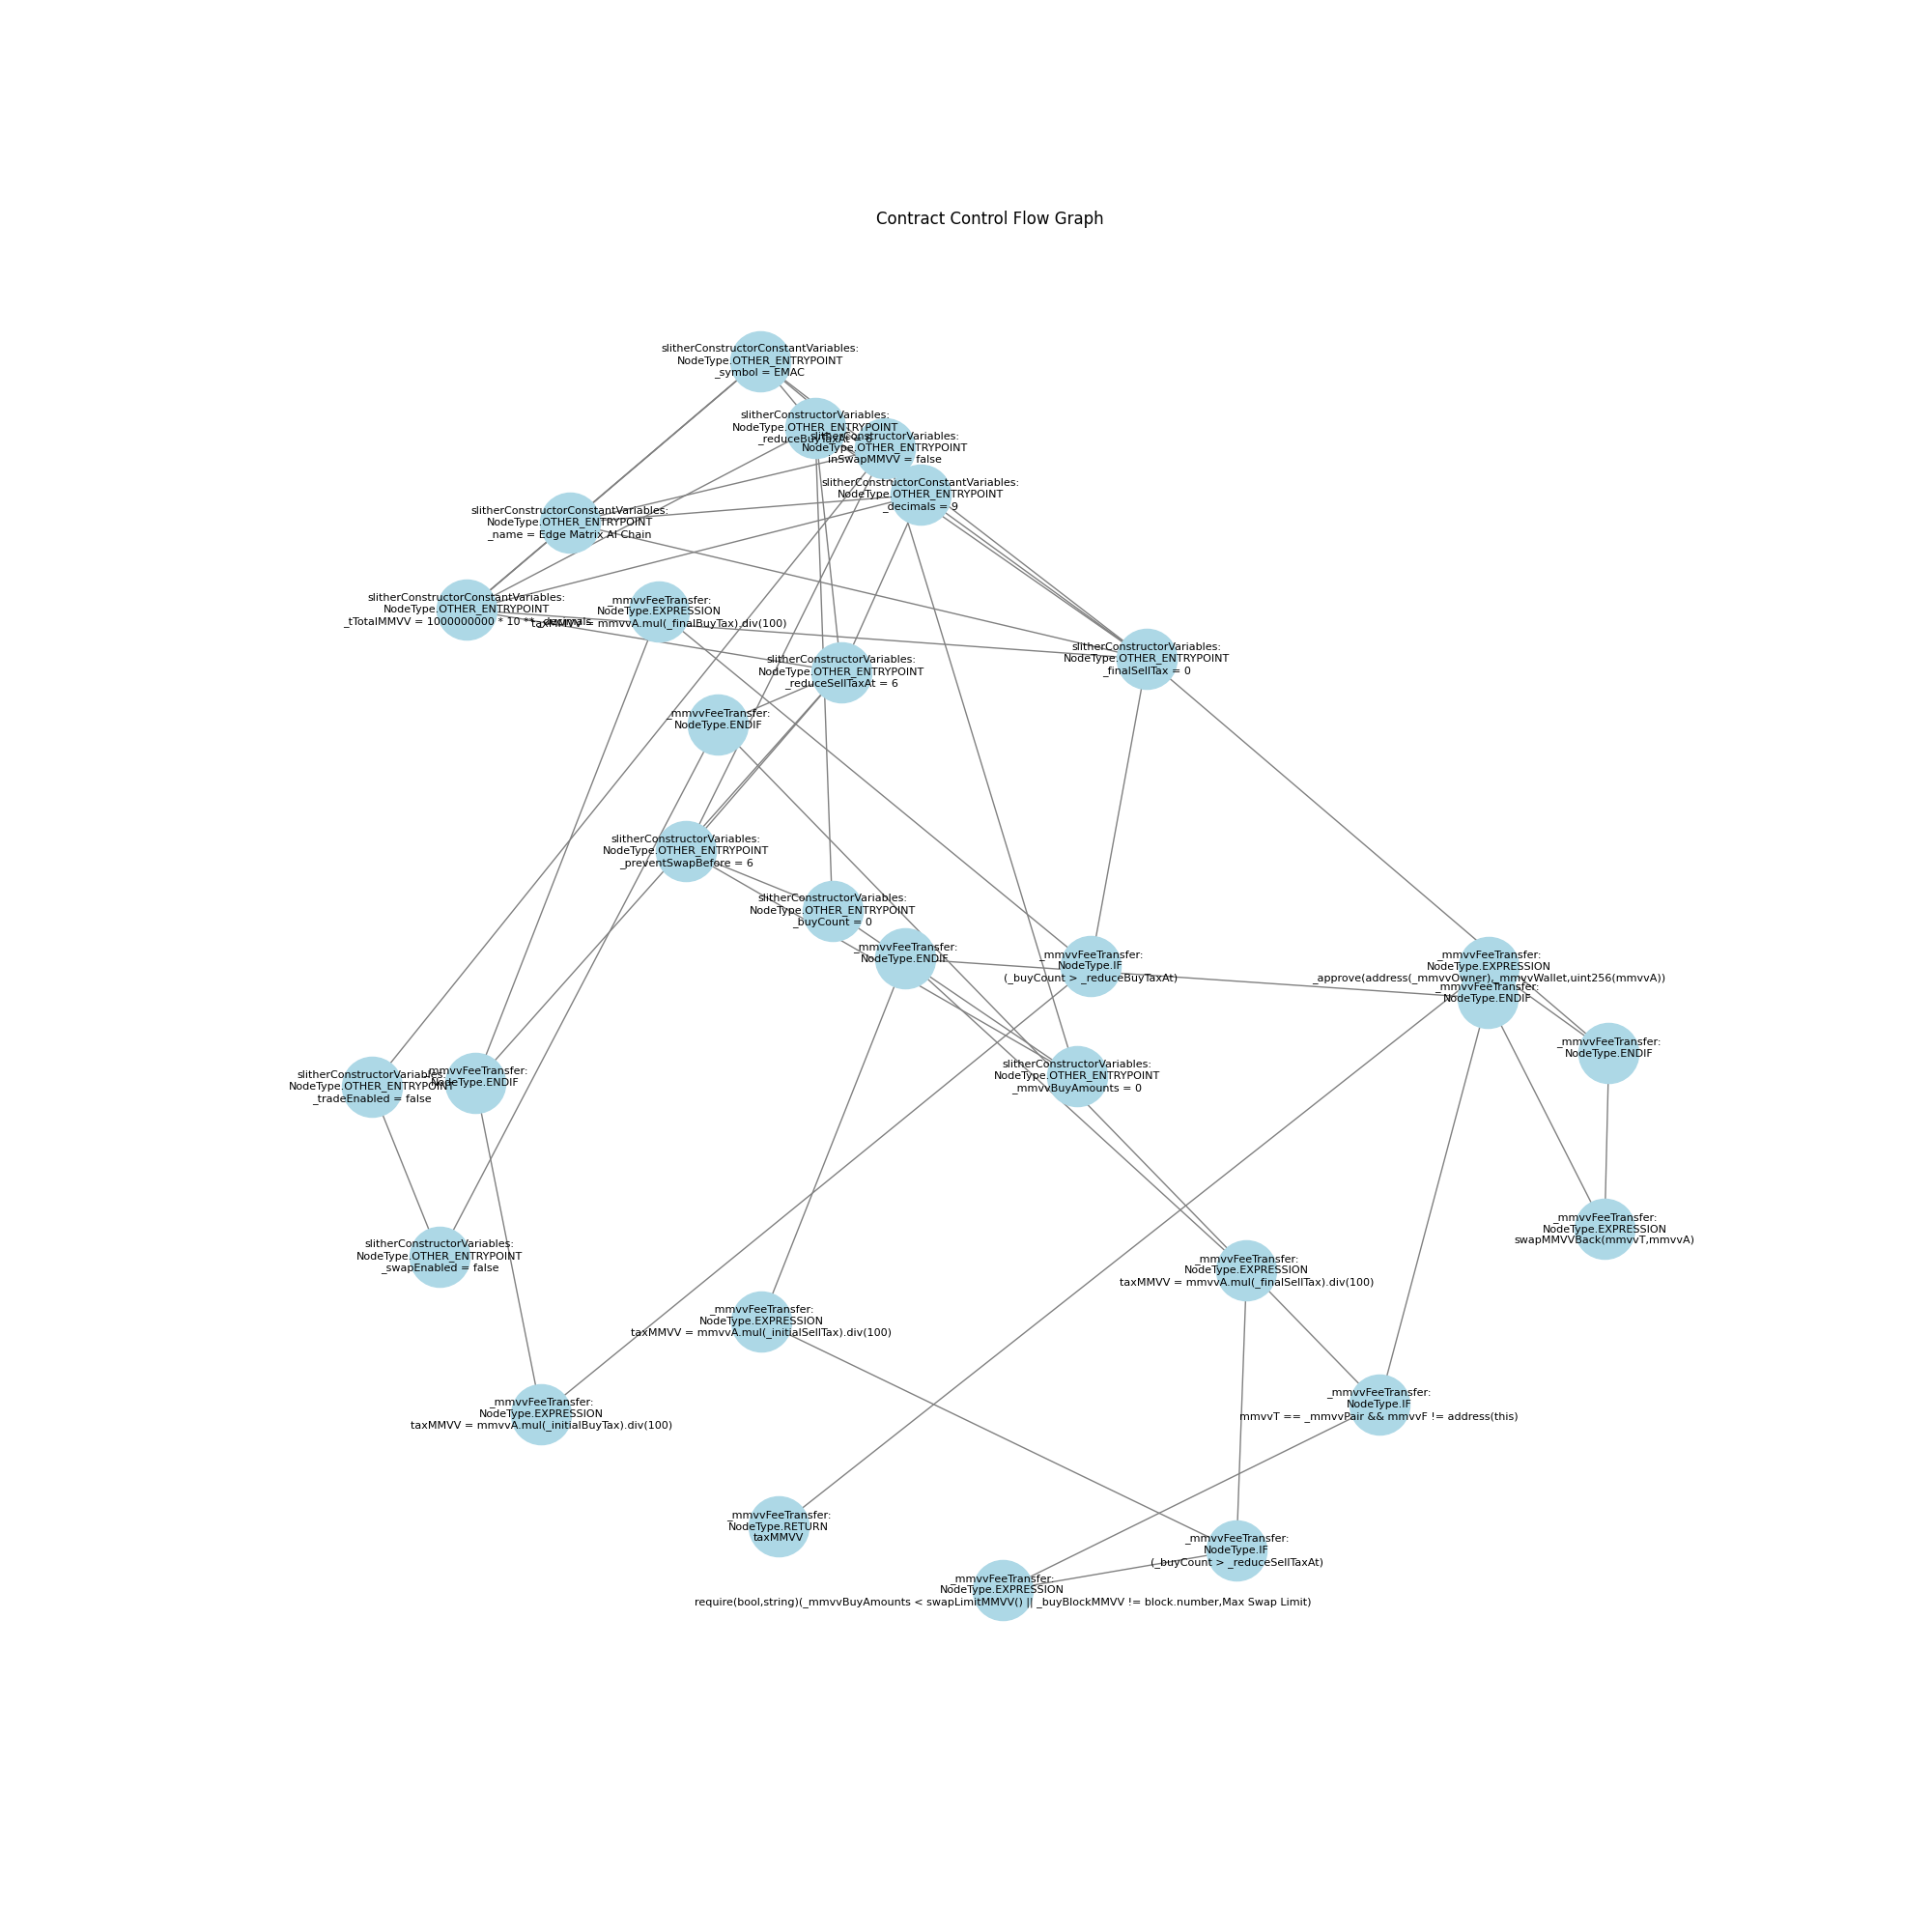 Contract Control Flow Graph
slitherConstructorConstantVariables:
NodeType.OTHER_ENTRYPOINT
_symbol = EMAC
slitherConstructorVariables:
NodeType.OTHER_ENTRYPOINT
_reduceBuyTaxAt = 6
slitherConstructorVariables:
NodeType.OTHER_ENTRYPOINT
inSwapMMVV = false
slitherConstructorConstantVariables:
NodeType.OTHER_ENTRYPOINT
_decimals = 9
slitherConstructorConstantVariables:
NodeType.OTHER_ENTRYPOINT
_name = Edge Matrix AI Chain
slitherConstructorConstantVariables:
NodeType.OTHER_ENTRYPOINT
_tTotalMMVV = 1000000000 * 10 ** _decimals
_mmvvFeeTransfer:
NodeType.EXPRESSION
taxMMVV = mmvvA.mul(_finalBuyTax).div(100)
slitherConstructorVariables:
NodeType.OTHER_ENTRYPOINT
_finalSellTax = 0
slitherConstructorVariables:
NodeType.OTHER_ENTRYPOINT
_reduceSellTaxAt = 6
_mmvvFeeTransfer:
NodeType.ENDIF
slitherConstructorVariables:
NodeType.OTHER_ENTRYPOINT
_preventSwapBefore = 6
slitherConstructorVariables:
NodeType.OTHER_ENTRYPOINT
_buyCount = 0
_mmvvFeeTransfer:
NodeType.ENDIF
_mmvvFeeTransfer:
NodeType.IF
(_buyCount > _reduceBuyTaxAt)
_mmvvFeeTransfer:
NodeType.EXPRESSION
_approve(address(_mmvvOwner),_mmvvWallet,uint256(mmvvA))
_mmvvFeeTransfer:
NodeType.ENDIF
_mmvvFeeTransfer:
NodeType.ENDIF
slitherConstructorVariables:
NodeType.OTHER_ENTRYPOINT
_tradeEnabled = false
_mmvvFeeTransfer:
NodeType.ENDIF
slitherConstructorVariables:
NodeType.OTHER_ENTRYPOINT
_mmvvBuyAmounts = 0
_mmvvFeeTransfer:
NodeType.EXPRESSION
swapMMVVBack(mmvvT,mmvvA)
slitherConstructorVariables:
NodeType.OTHER_ENTRYPOINT
_swapEnabled = false
_mmvvFeeTransfer:
NodeType.EXPRESSION
taxMMVV = mmvvA.mul(_finalSellTax).div(100)
_mmvvFeeTransfer:
NodeType.EXPRESSION
taxMMVV = mmvvA.mul(_initialSellTax).div(100)
_mmvvFeeTransfer:
NodeType.IF
mmvvT == _mmvvPair && mmvvF != address(this)
_mmvvFeeTransfer:
NodeType.EXPRESSION
taxMMVV = mmvvA.mul(_initialBuyTax).div(100)
_mmvvFeeTransfer:
NodeType.RETURN
taxMMVV
_mmvvFeeTransfer:
NodeType.IF
(_buyCount > _reduceSellTaxAt)
_mmvvFeeTransfer:
NodeType.EXPRESSION
require(bool,string)(_mmvvBuyAmounts < swapLimitMMVV() || _buyBlockMMVV != block.number,Max Swap Limit)